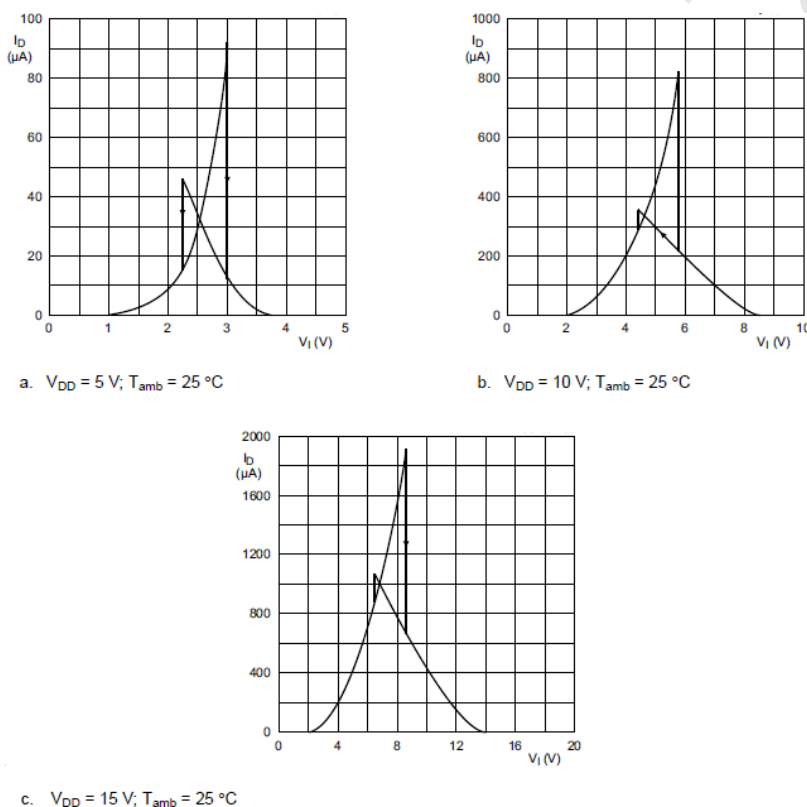 100
I_D
(μA)
80
60
40
20
0
0 1 2 3 4 5
V_I (V)
a. V_DD = 5 V; T_amb = 25 °C
1000
I_D
(μA)
800
600
400
200
0
0 2 4 6 8 10
V_I (V)
b. V_DD = 10 V; T_amb = 25 °C
2000
I_D
(μA)
1600
1200
800
400
0
0 4 8 12 16 20
V_I (V)
c. V_DD = 15 V; T_amb = 25 °C